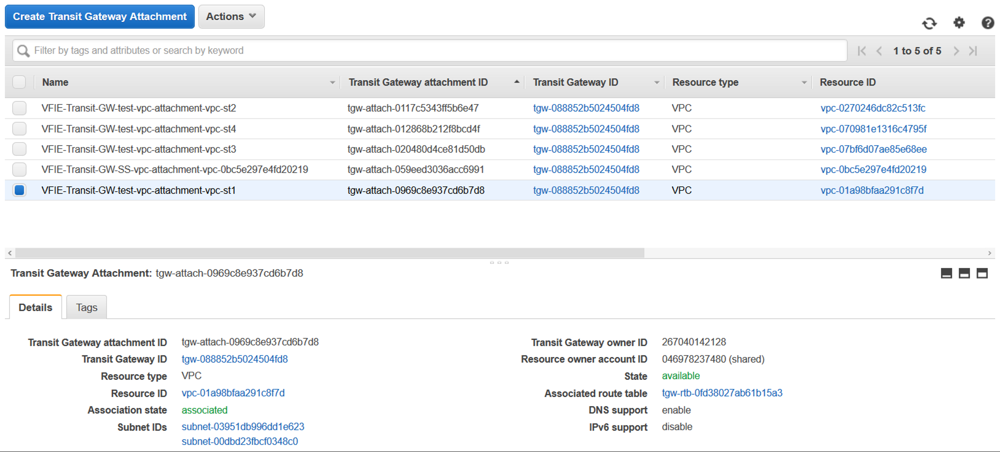 Create Transit Gateway Attachment Actions
Filter by tags and attributes or search by keyword 1 to 5 of 5
Name Transit Gateway attachment ID Transit Gateway ID Resource type Resource ID
VFIE-Transit-GW-test-vpc-attachment-vpc-st2 tgw-attach-0117c5343ff5b6e47 tgw-088852b5024504fd8 VPC vpc-0270246dc82c513fc
VFIE-Transit-GW-test-vpc-attachment-vpc-st4 tgw-attach-012868b212f8bcd4f tgw-088852b5024504fd8 VPC vpc-070981e1316c4795f
VFIE-Transit-GW-test-vpc-attachment-vpc-st3 tgw-attach-020480d4ce81d50db tgw-088852b5024504fd8 VPC vpc-07bf6d07ae85e68ee
VFIE-Transit-GW-SS-vpc-attachment-vpc-0bc5e297e4fd20219 tgw-attach-059eed3036acc6991 tgw-088852b5024504fd8 VPC vpc-0bc5e297e4fd20219
VFIE-Transit-GW-test-vpc-attachment-vpc-st1 tgw-attach-0969c8e937cd6b7d8 tgw-088852b5024504fd8 VPC vpc-01a98bfaa291c8f7d
Transit Gateway Attachment: tgw-attach-0969c8e937cd6b7d8
Details Tags
Transit Gateway attachment ID tgw-attach-0969c8e937cd6b7d8 Transit Gateway owner ID 267040142128
Transit Gateway ID tgw-088852b5024504fd8 Resource owner account ID 046978237480 (shared)
Resource type VPC State available
Resource ID vpc-01a98bfaa291c8f7d Associated route table tgw-rtb-0fd38027ab61b15a3
Association state associated DNS support enable
Subnet IDs subnet-03951db996dd1e623 IPv6 support disable
subnet-00dbd23fbcf0348c0